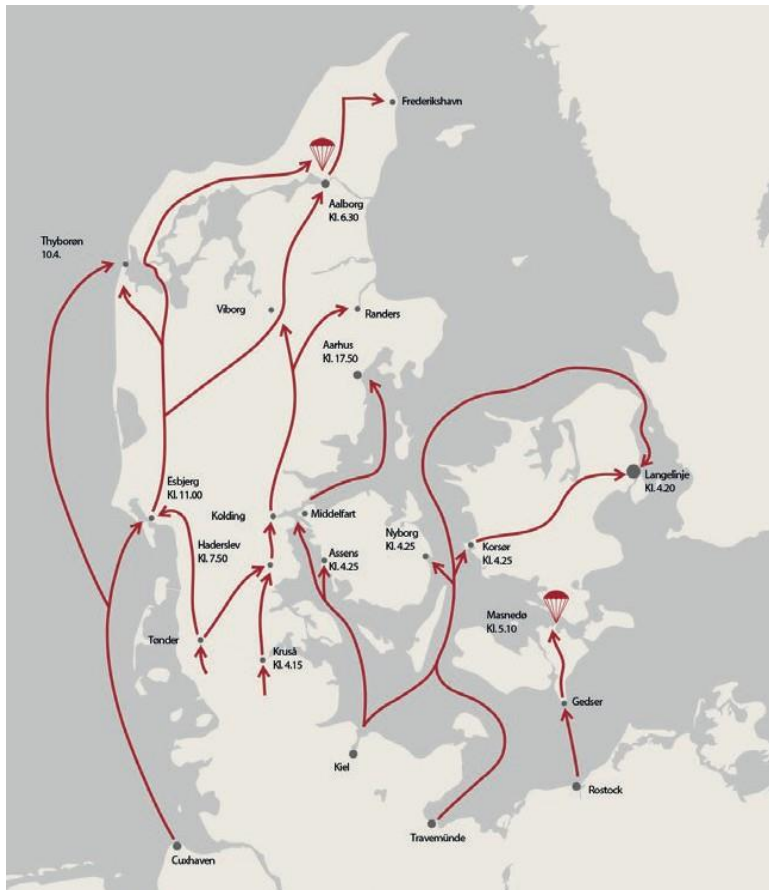 Frederikshavn
Aalborg
Kl. 6.30
Thyborøn
10.4.
Viborg
Randers
Aarhus
Kl. 17.50
Langelinje
Kl. 4.20
Esbjerg
Kl. 11.00
Kolding
Middelfart
Nyborg
Kl. 4.25
Korsør
Kl. 4.25
Haderslev
Kl. 7.50
Assens
Kl. 4.25
Masnedø
Kl. 5.10
Tønder
Kruså
Kl. 4.15
Gedser
Kiel
Rostock
Travemünde
Cuxhaven